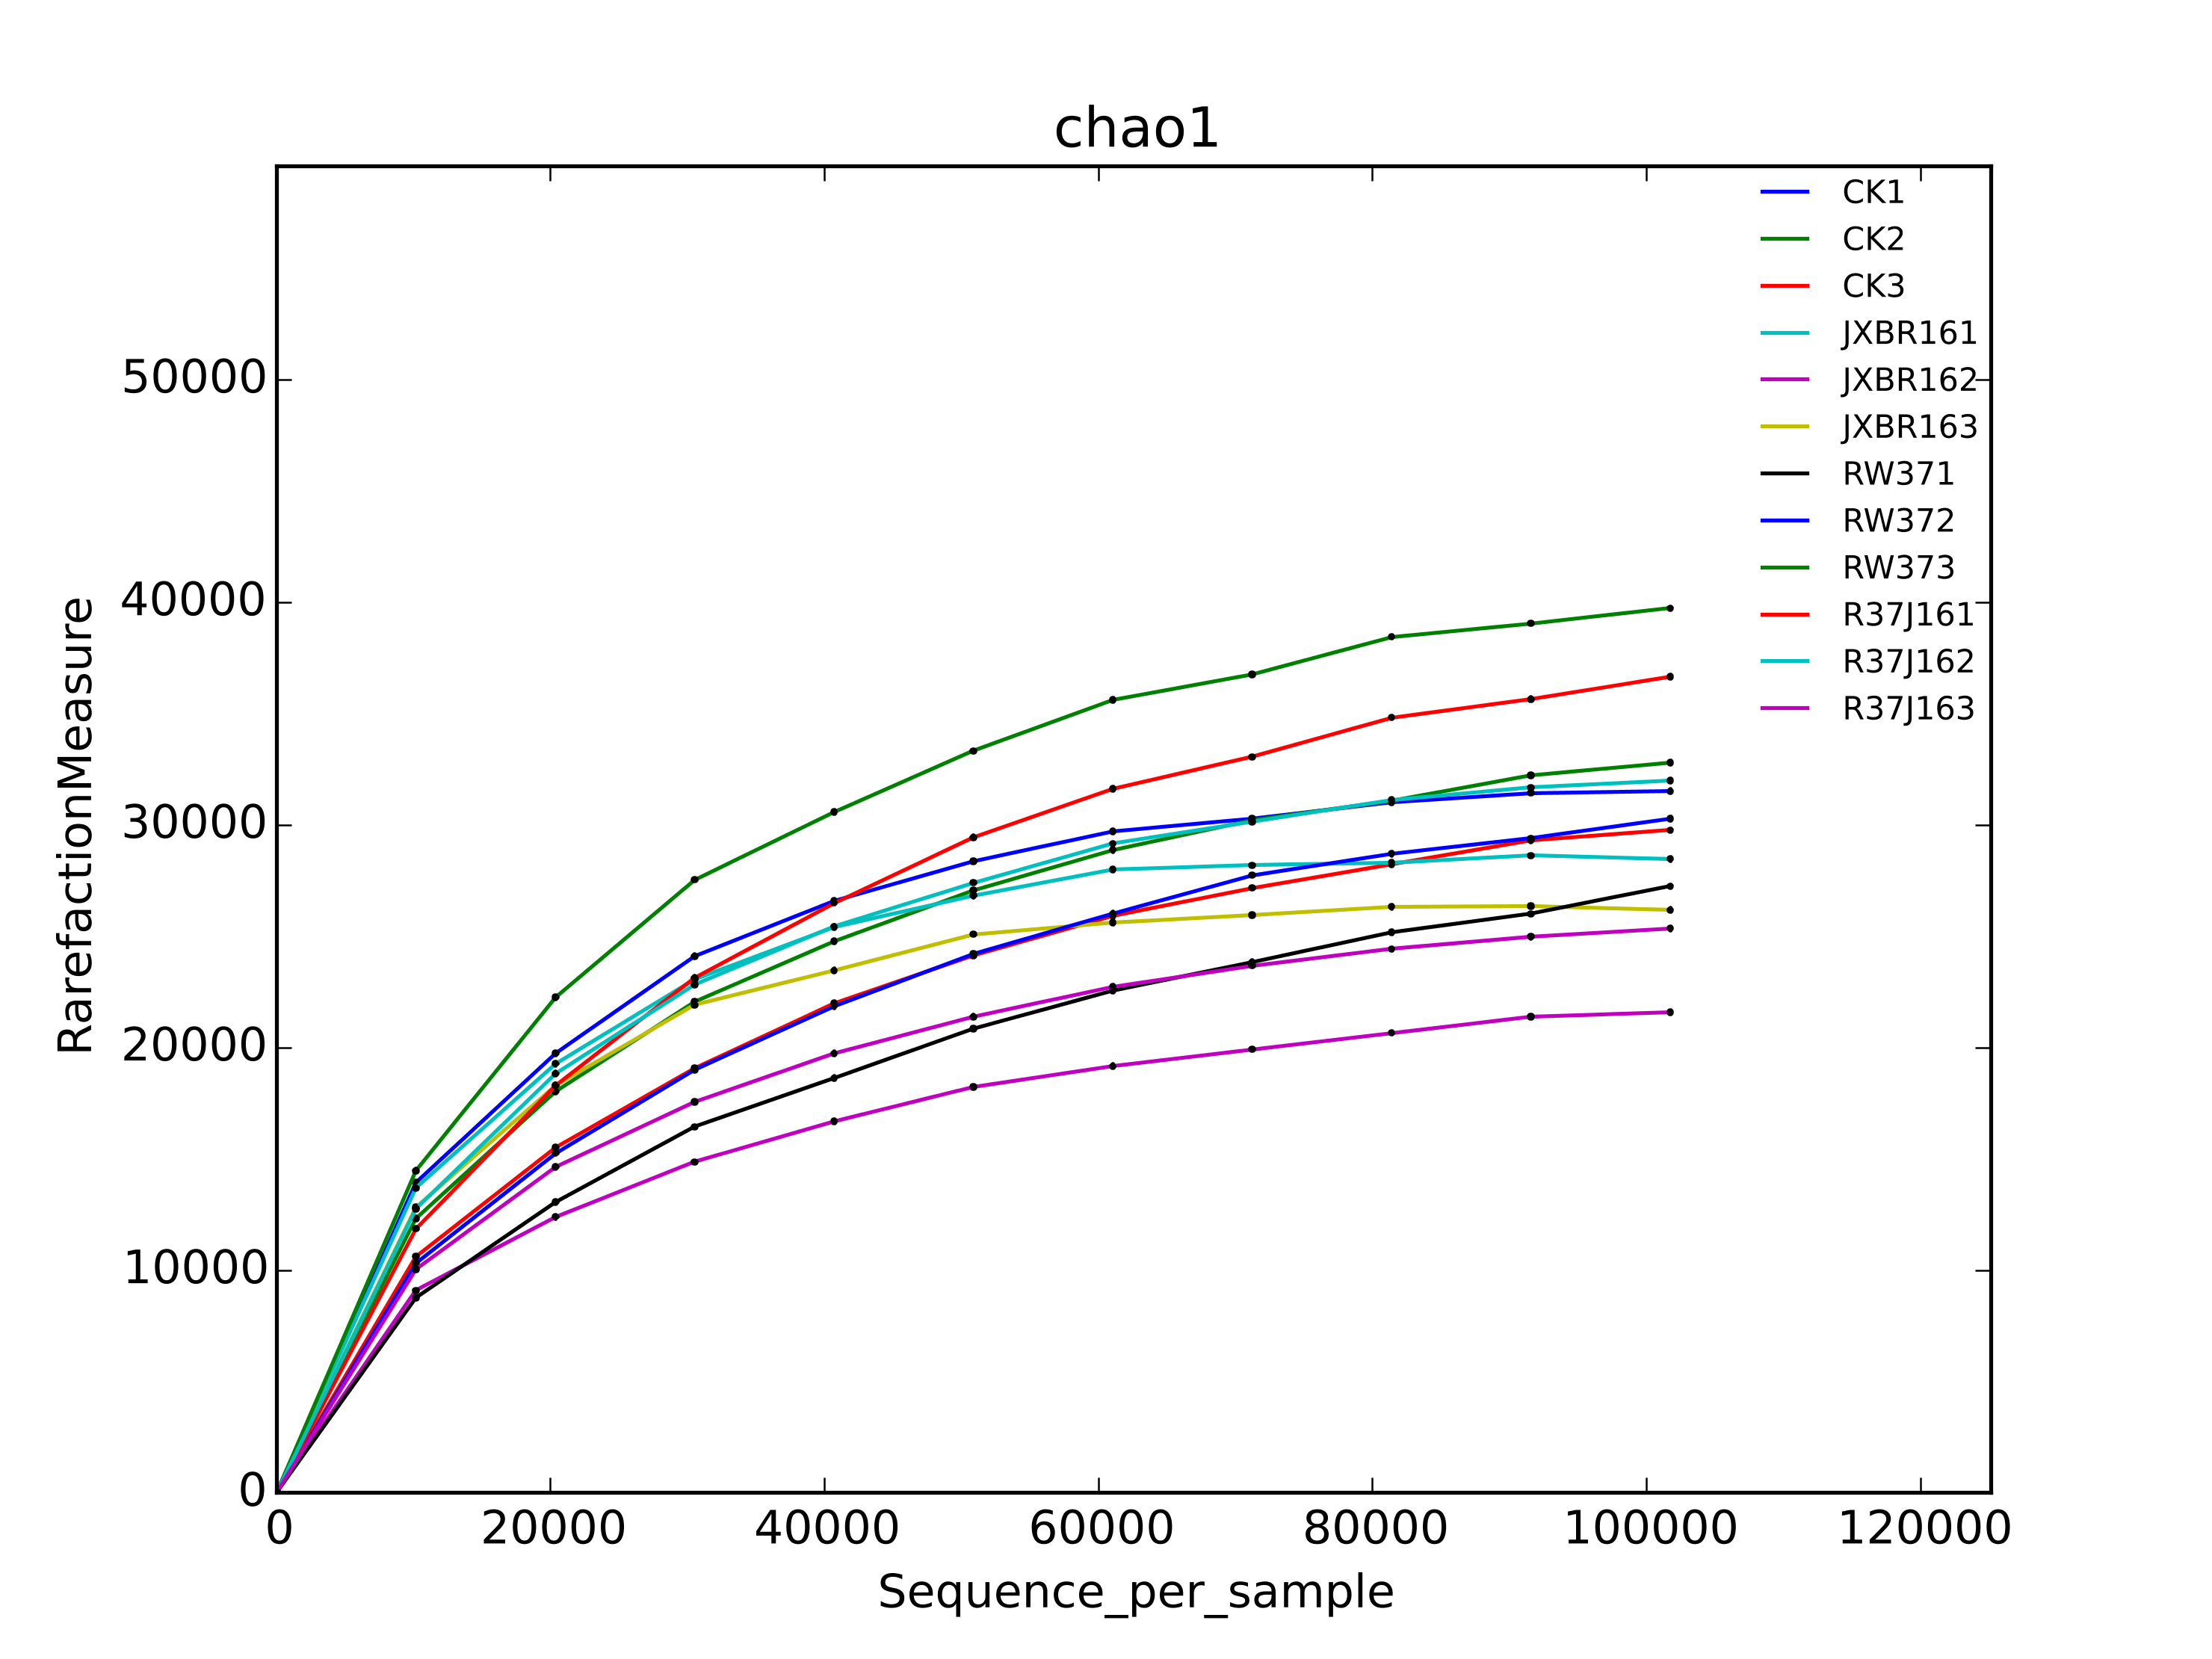 chao1
CK1
CK2
CK3
JXBR161
JXBR162
JXBR163
RW371
RW372
RW373
R37J161
R37J162
R37J163
RarefactionMeasure
50000
40000
30000
20000
10000
0
0 20000 40000 60000 80000 100000 120000
Sequence_per_sample